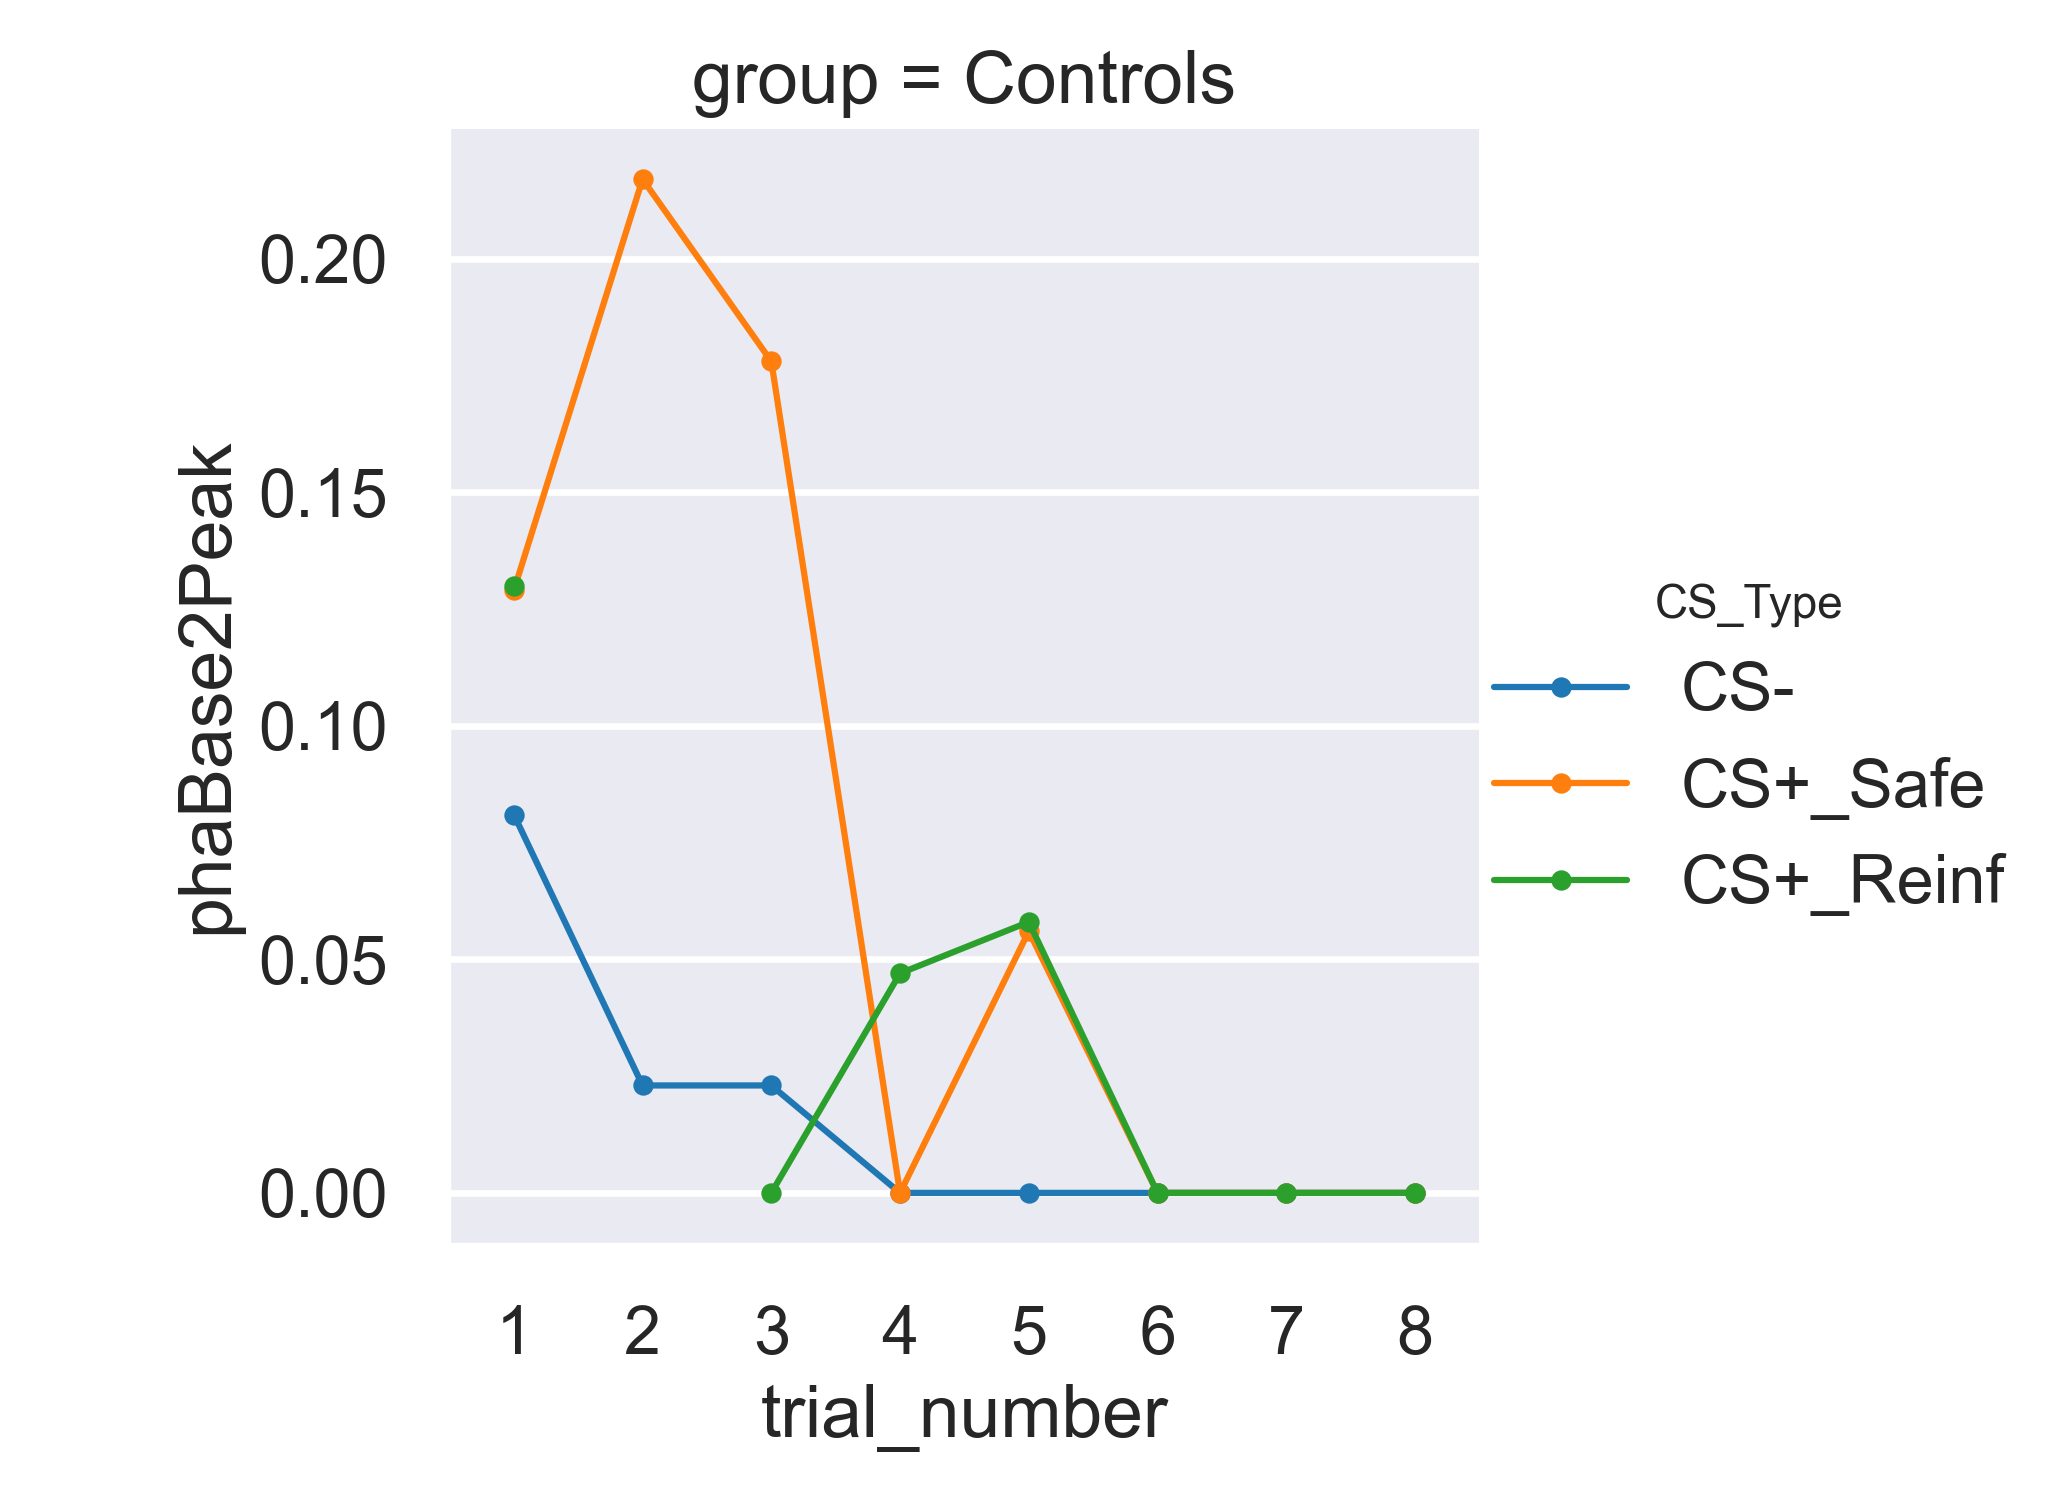 group = Controls
phaBase2Peak
0.20
0.15
0.10
0.05
0.00
1 2 3 4 5 6 7 8
trial_number
CS_Type
CS-
CS+_Safe
CS+_Reinf